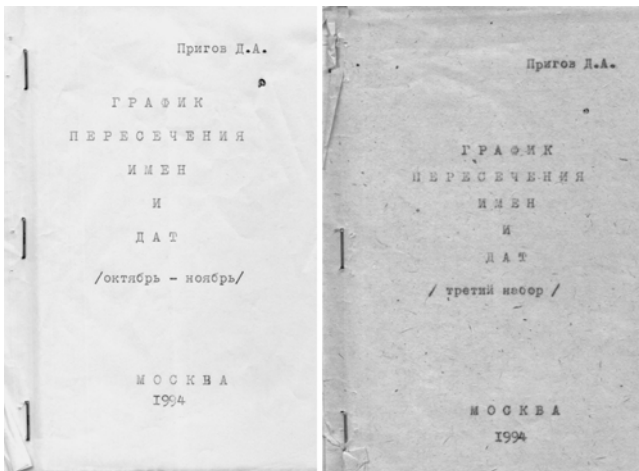 Пригов Д.А.
ГРАФИК
ПЕРЕСЕЧЕНИЯ
ИМЕН
И
ДАТ
/октябрь - ноябрь/
МОСКВА
1994
Пригов Д.А.
ГРАФИК
ПЕРЕСЕЧЕНИЯ
ИМЕН
И
ДАТ
/ третий набор /
МОСКВА
1994